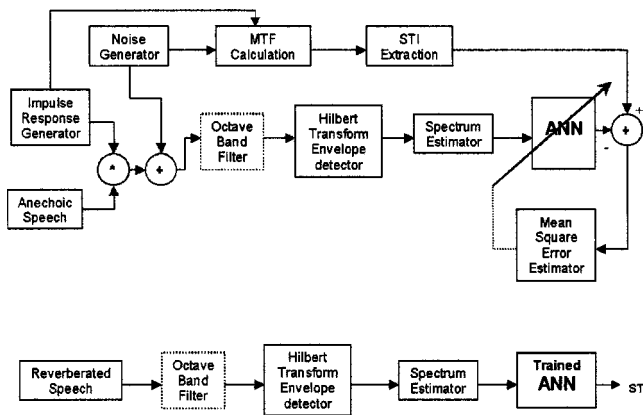 Noise
Generator
MTF
Calculation
STI
Extraction
Impulse
Response
Generator
Octave
Band
Filter
Hilbert
Transform
Envelope
detector
Spectrum
Estimator
ANN
+
-
+
*
+
Anechoic
Speech
Mean
Square
Error
Estimator
Reverberated
Speech
Octave
Band
Filter
Hilbert
Transform
Envelope
detector
Spectrum
Estimator
Trained
ANN
ST